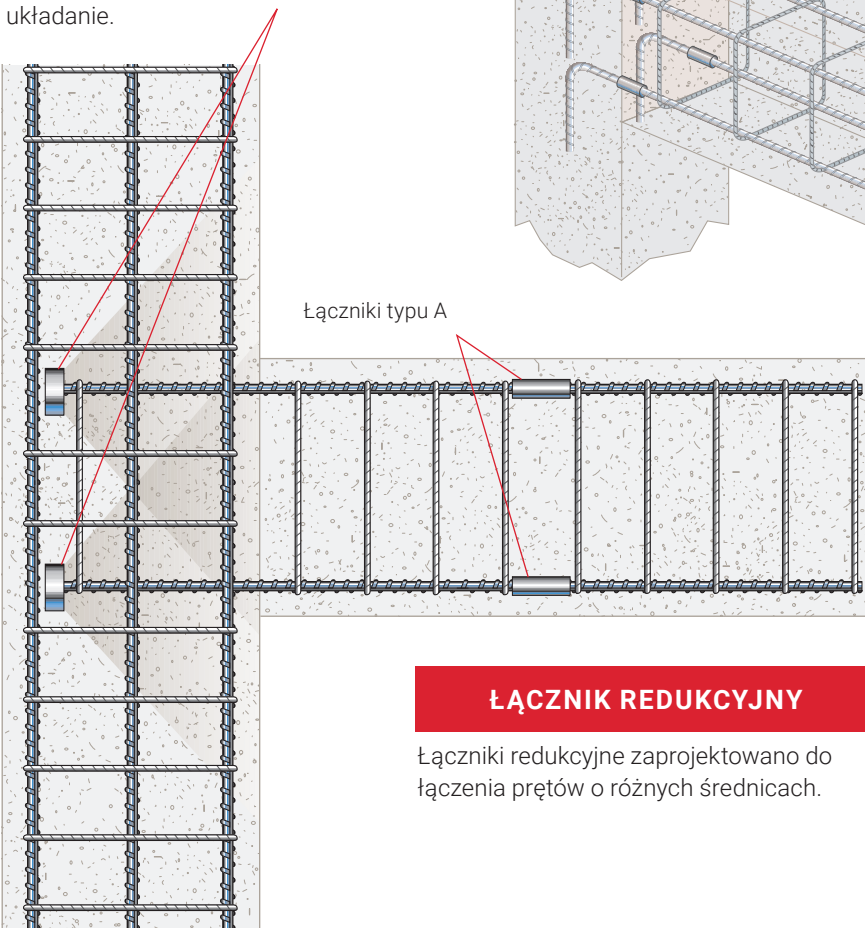 układanie.
Łączniki typu A
ŁĄCZNIK REDUKCYJNY
Łączniki redukcyjne zaprojektowano do
łączenia prętów o różnych średnicach.